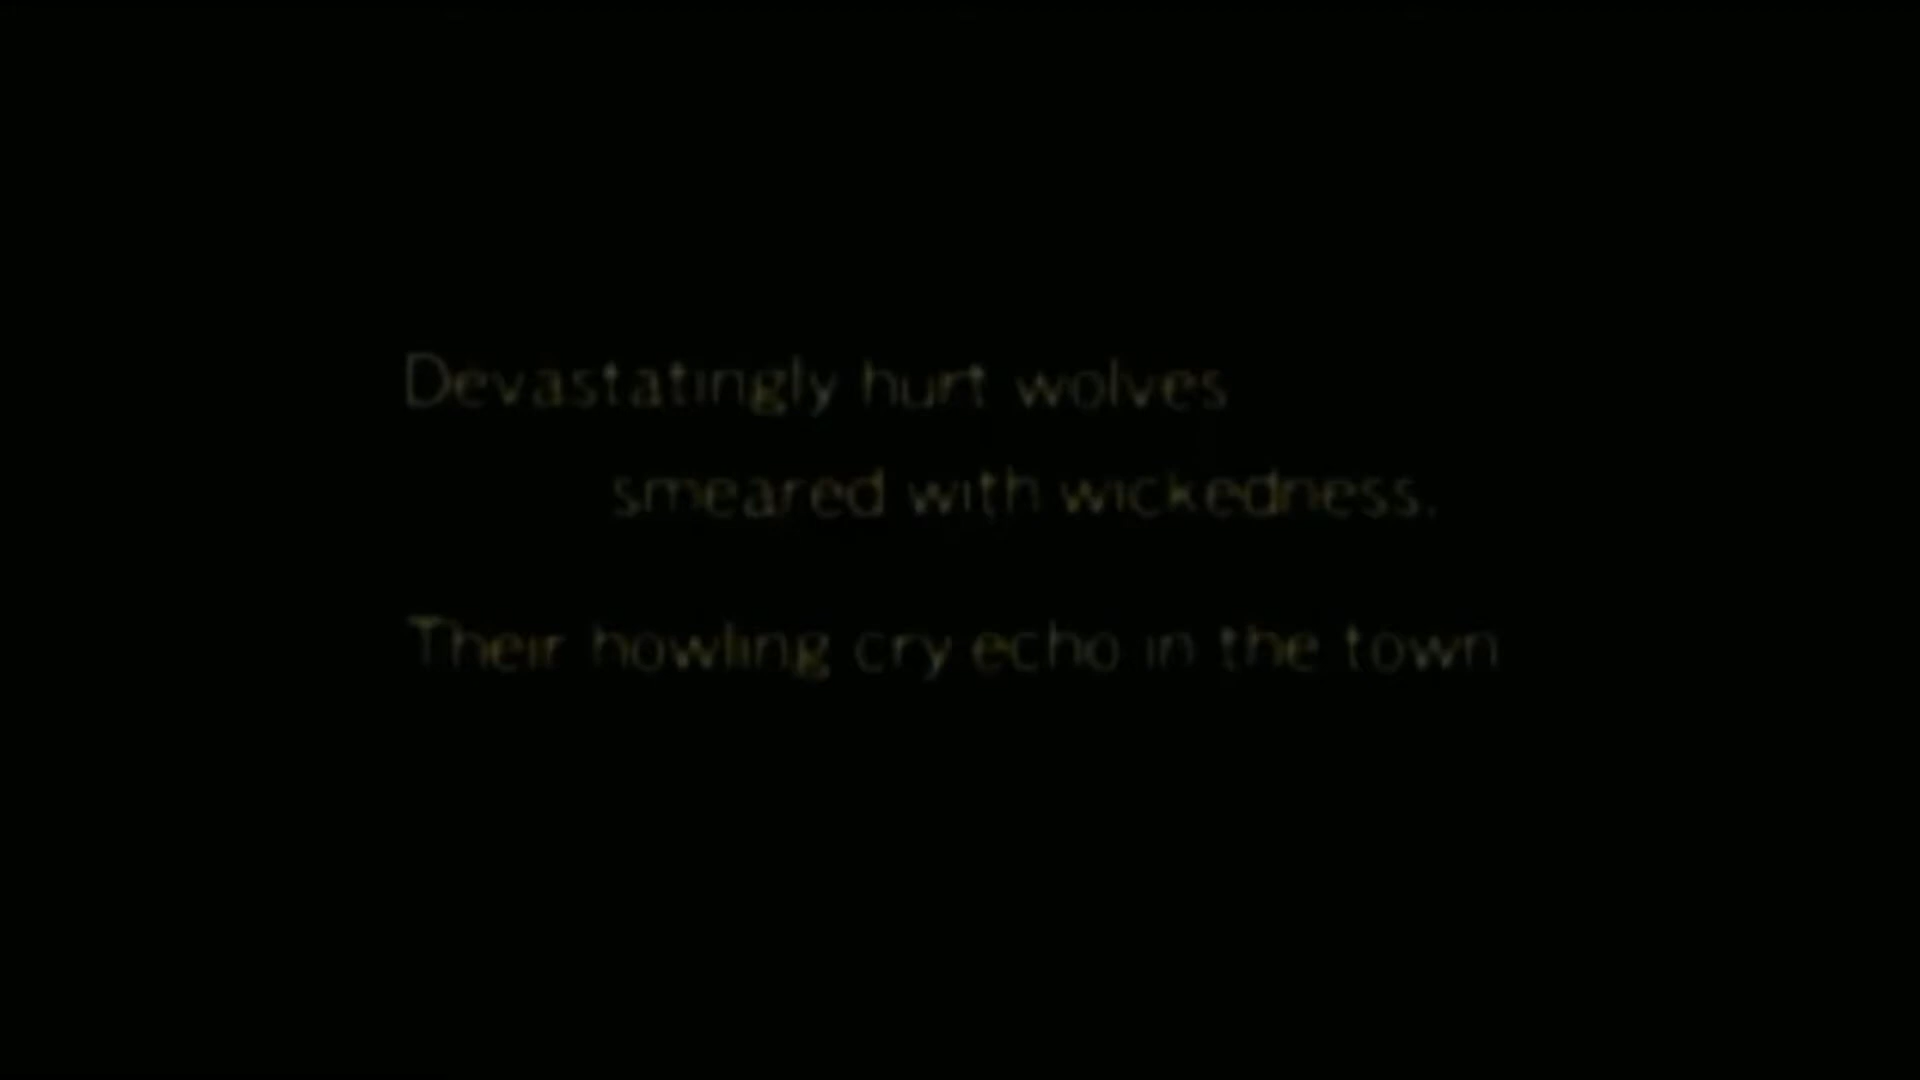 Devastatingly hurt wolves
smeared with wickedness.
Their howling cry echo in the town